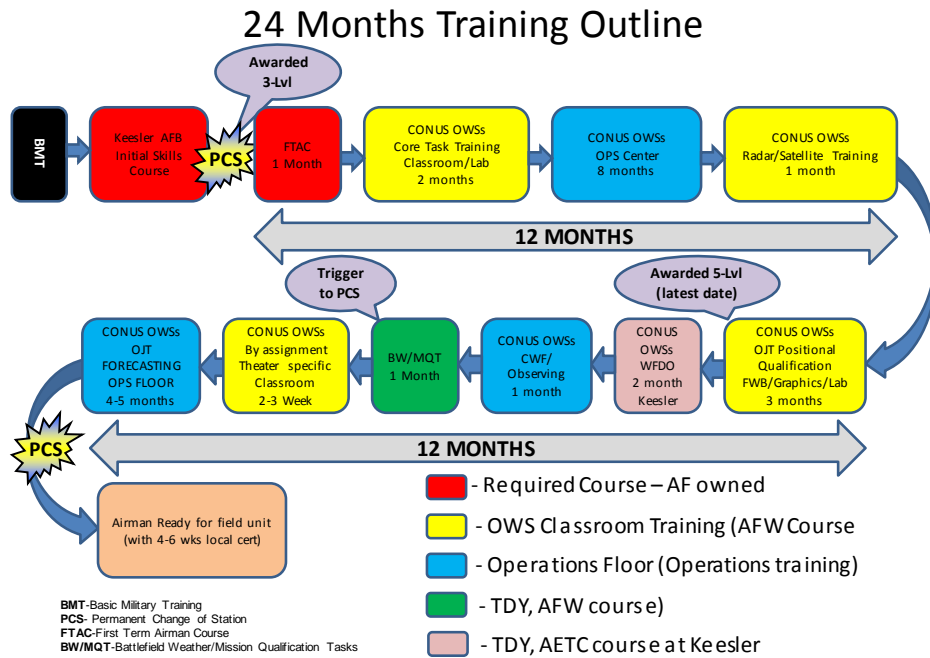 24 Months Training Outline
Awarded
3-Lvl
BMT
Keesler AFB
Initial Skills
Course
PCS
FTAC
1 Month
CONUS OWSs
Core Task Training
Classroom/Lab
2 months
CONUS OWSs
OPS Center
8 months
CONUS OWSs
Radar/Satellite Training
1 month
12 MONTHS
Trigger
to PCS
Awarded 5-Lvl
(latest date)
CONUS OWSs
OJT
FORECASTING
OPS FLOOR
4-5 months
CONUS OWSs
By assignment
Theater specific
Classroom
2-3 Week
BW/MQT
1 Month
CONUS OWSs
CWF/
Observing
1 month
CONUS
OWSs
WFDO
2 month
Keesler
CONUS OWSs
OJT Positional
Qualification
FWB/Graphics/Lab
3 months
PCS
12 MONTHS
Airman Ready for field unit
(with 4-6 wks local cert)
- Required Course – AF owned
- OWS Classroom Training (AFW Course
- Operations Floor (Operations training)
- TDY, AFW course)
- TDY, AETC course at Keesler
BMT-Basic Military Training
PCS- Permanent Change of Station
FTAC-First Term Airman Course
BW/MQT-Battlefield Weather/Mission Qualification Tasks